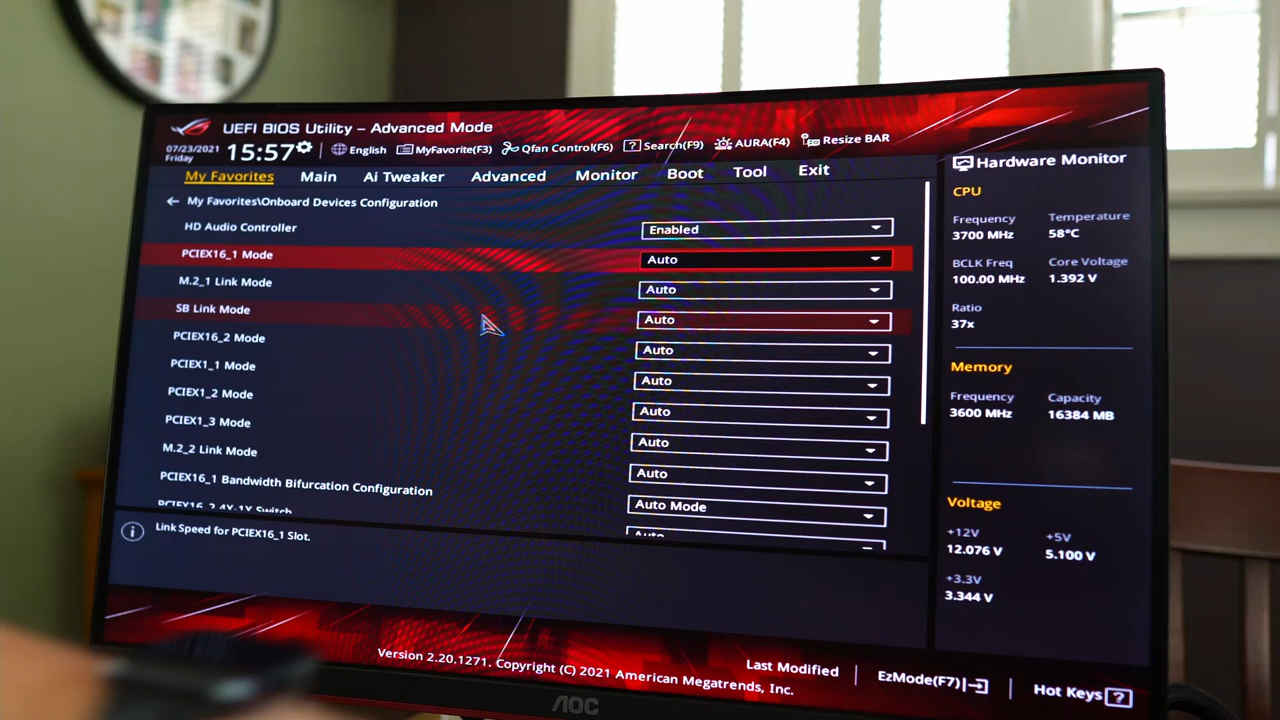 UEFI BIOS Utility – Advanced Mode
07/23/2021
Friday
15:57
English
MyFavorite(F3)
Qfan Control(F6)
Search(F9)
AURA(F4)
Resize BAR
My Favorites
Main
Ai Tweaker
Advanced
Monitor
Boot
Tool
Exit
My Favorites\Onboard Devices Configuration
HD Audio Controller
Enabled
PCIEX16_1 Mode
Auto
M.2_1 Link Mode
Auto
SB Link Mode
Auto
PCIEX16_2 Mode
Auto
PCIEX1_1 Mode
Auto
PCIEX1_2 Mode
Auto
PCIEX1_3 Mode
Auto
M.2_2 Link Mode
Auto
PCIEX16_1 Bandwidth Bifurcation Configuration
Auto Mode
PCIEX16_2 4X-1X Switch
Auto
Link Speed for PCIEX16_1 Slot.
Hardware Monitor
CPU
Frequency
Temperature
3700 MHz
58°C
BCLK Freq
Core Voltage
100.00 MHz
1.392 V
Ratio
37x
Memory
Frequency
Capacity
3600 MHz
16384 MB
Voltage
+12V
+5V
12.076 V
5.100 V
+3.3V
3.344 V
Last Modified
EzMode(F7)
Hot Keys ?
Version 2.20.1271. Copyright (C) 2021 American Megatrends, Inc.
AOC